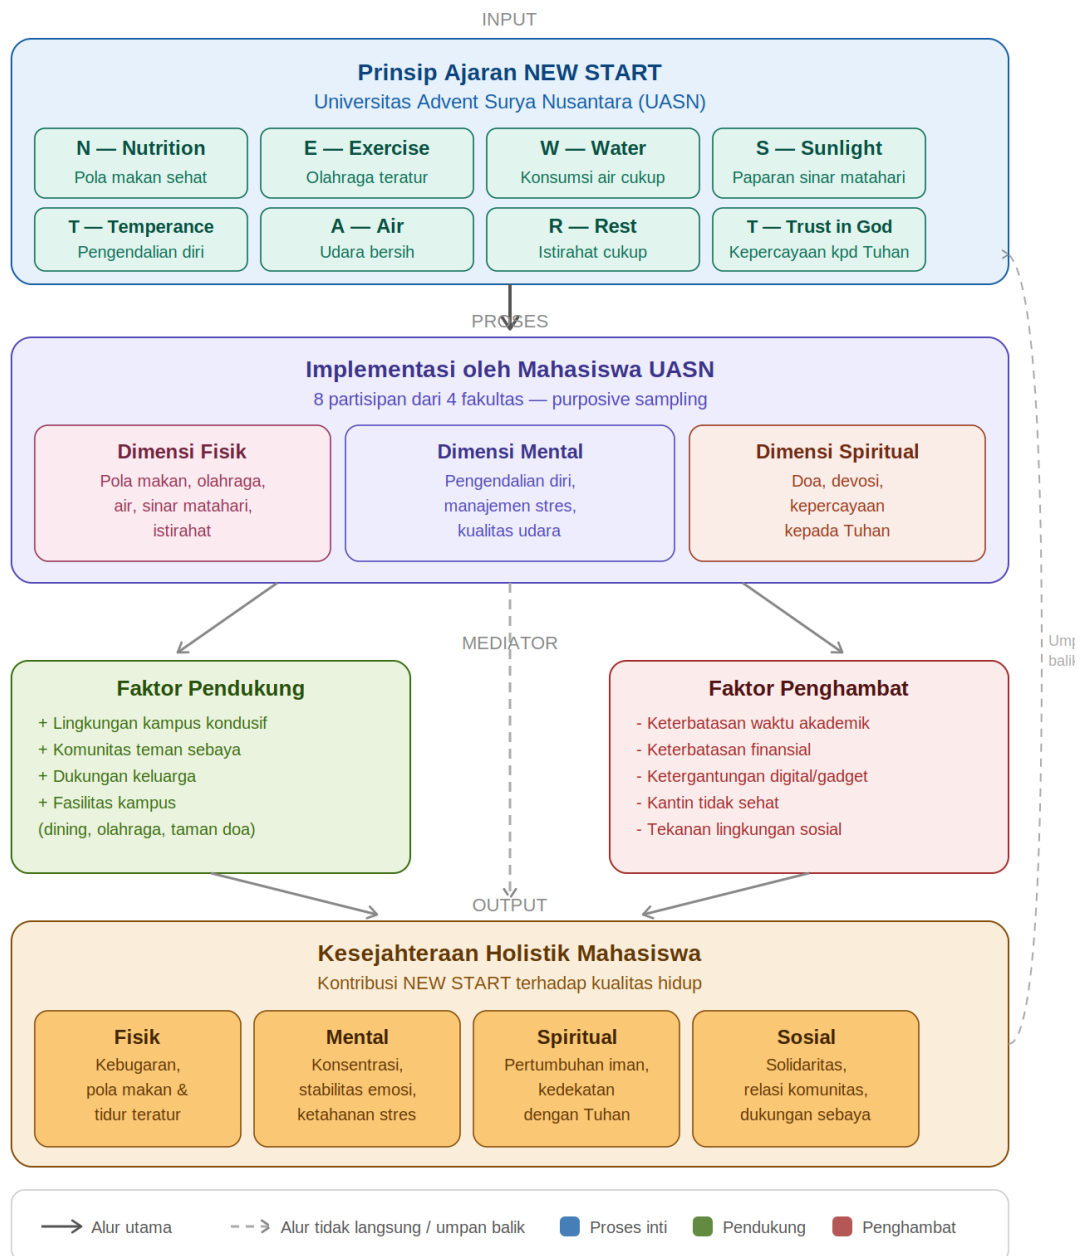 INPUT
Prinsip Ajaran NEW START
Universitas Advent Surya Nusantara (UASN)
N — Nutrition
Pola makan sehat
E — Exercise
Olahraga teratur
W — Water
Konsumsi air cukup
S — Sunlight
Paparan sinar matahari
T — Temperance
Pengendalian diri
A — Air
Udara bersih
R — Rest
Istirahat cukup
T — Trust in God
Kepercayaan kpd Tuhan
PROSES
Implementasi oleh Mahasiswa UASN
8 partisipan dari 4 fakultas — purposive sampling
Dimensi Fisik
Pola makan, olahraga,
air, sinar matahari,
istirahat
Dimensi Mental
Pengendalian diri,
manajemen stres,
kualitas udara
Dimensi Spiritual
Doa, devosi,
kepercayaan
kepada Tuhan
MEDIATOR
Faktor Pendukung
+ Lingkungan kampus kondusif
+ Komunitas teman sebaya
+ Dukungan keluarga
+ Fasilitas kampus
(dining, olahraga, taman doa)
Faktor Penghambat
- Keterbatasan waktu akademik
- Keterbatasan finansial
- Ketergantungan digital/gadget
- Kantin tidak sehat
- Tekanan lingkungan sosial
OUTPUT
Kesejahteraan Holistik Mahasiswa
Kontribusi NEW START terhadap kualitas hidup
Fisik
Kebugaran,
pola makan &
tidur teratur
Mental
Konsentrasi,
stabilitas emosi,
ketahanan stres
Spiritual
Pertumbuhan iman,
kedekatan
dengan Tuhan
Sosial
Solidaritas,
relasi komunitas,
dukungan sebaya
Alur utama
Alur tidak langsung / umpan balik
Proses inti
Pendukung
Penghambat